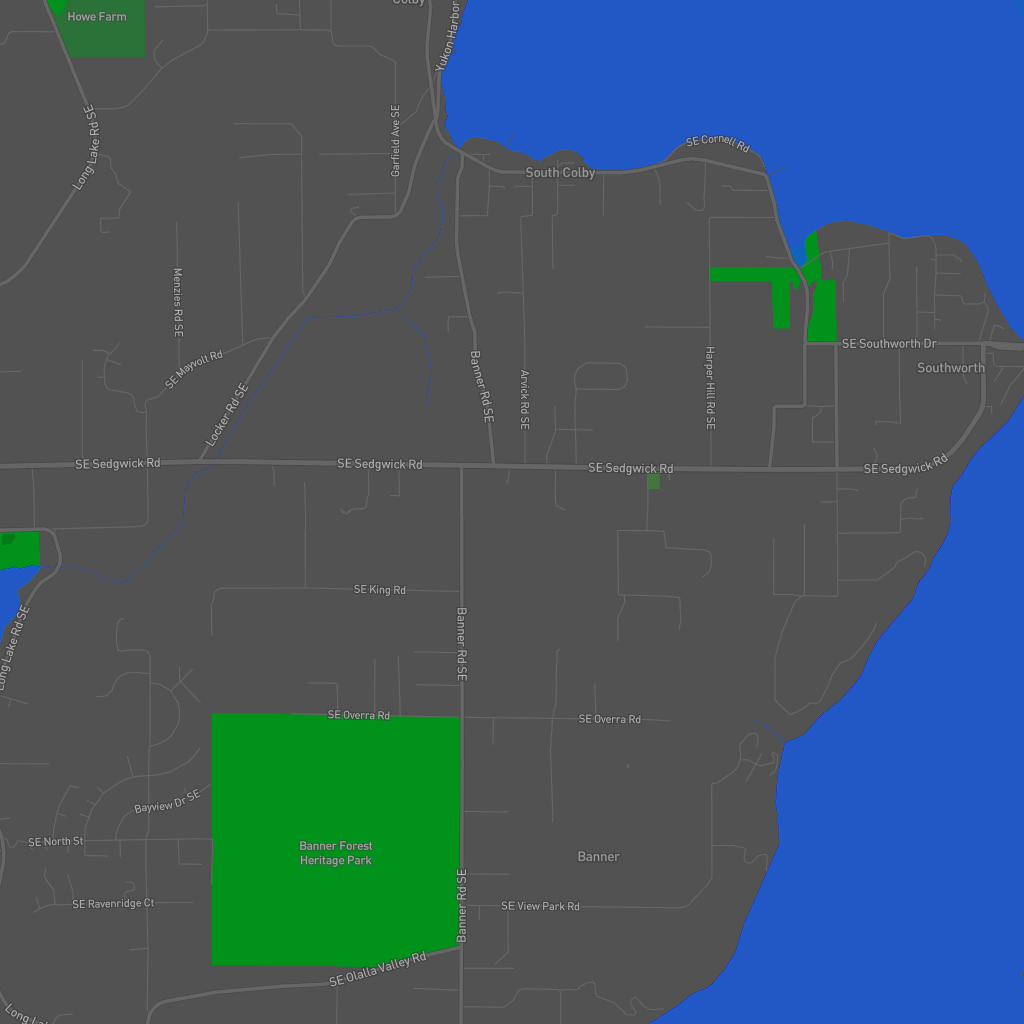 Colby
Howe Farm
Yukon Harbor
Long Lake Rd SE
Garfield Ave SE
SE Cornell Rd
South Colby
Menzies Rd SE
SE Southworth Dr
Southworth
SE Mayvolt Rd
Locker Rd SE
Banner Rd SE
Arvick Rd SE
Harper Hill Rd SE
SE Sedgwick Rd
SE Sedgwick Rd
SE Sedgwick Rd
SE Sedgwick Rd
SE King Rd
Long Lake Rd SE
Banner Rd SE
SE Overra Rd
SE Overra Rd
Bayview Dr SE
SE North St
Banner Forest
Heritage Park
Banner
SE Ravenridge Ct
Banner Rd SE
SE View Park Rd
SE Olalla Valley Rd
Long La